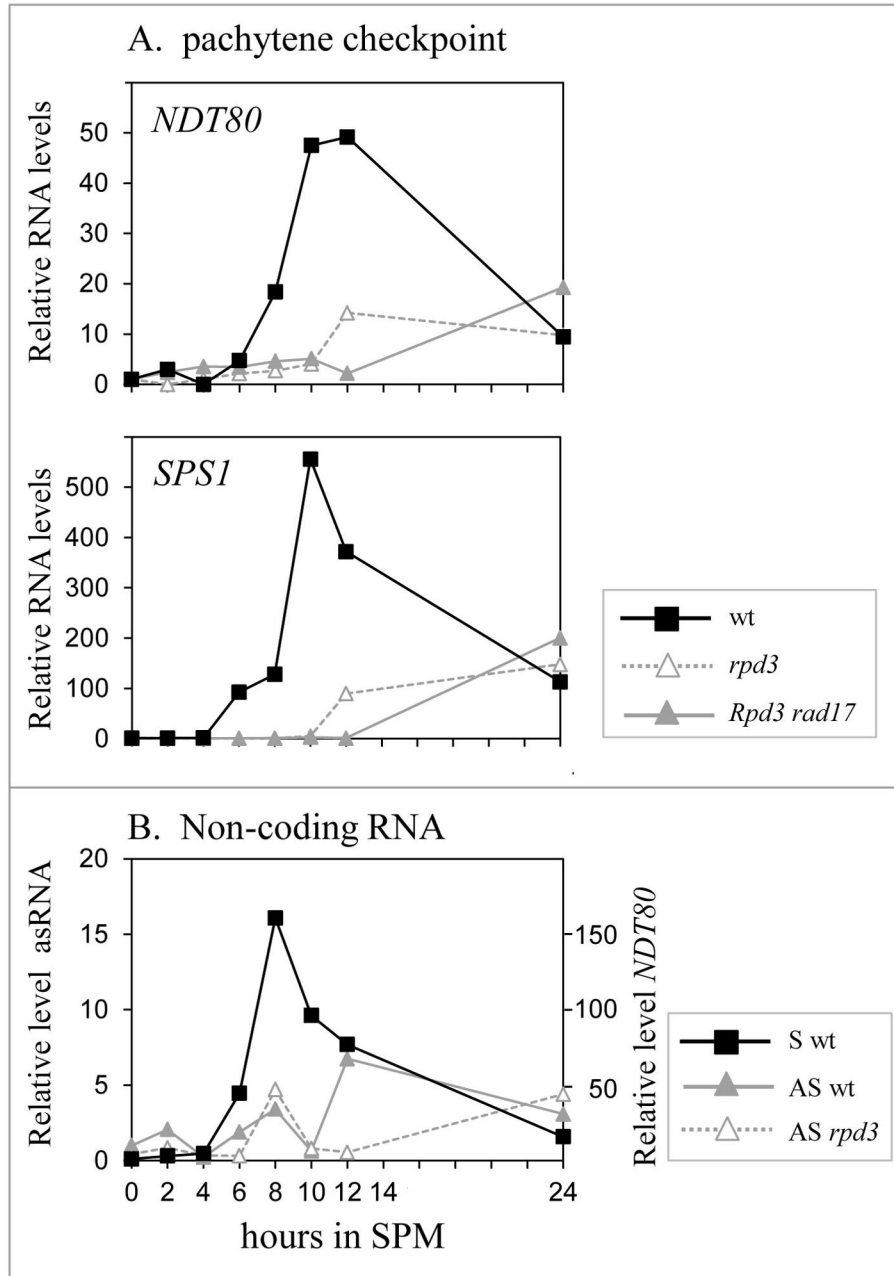 A. pachytene checkpoint
NDT80
Relative RNA levels
50
40
30
20
10
0
SPS1
Relative RNA levels
500
400
300
200
100
0
wt
rpd3
Rpd3 rad17
B. Non-coding RNA
Relative level asRNA
20
15
10
5
0
150
100
50
Relative level NDT80
S wt
AS wt
AS rpd3
0 2 4 6 8 10 12 14 24
hours in SPM